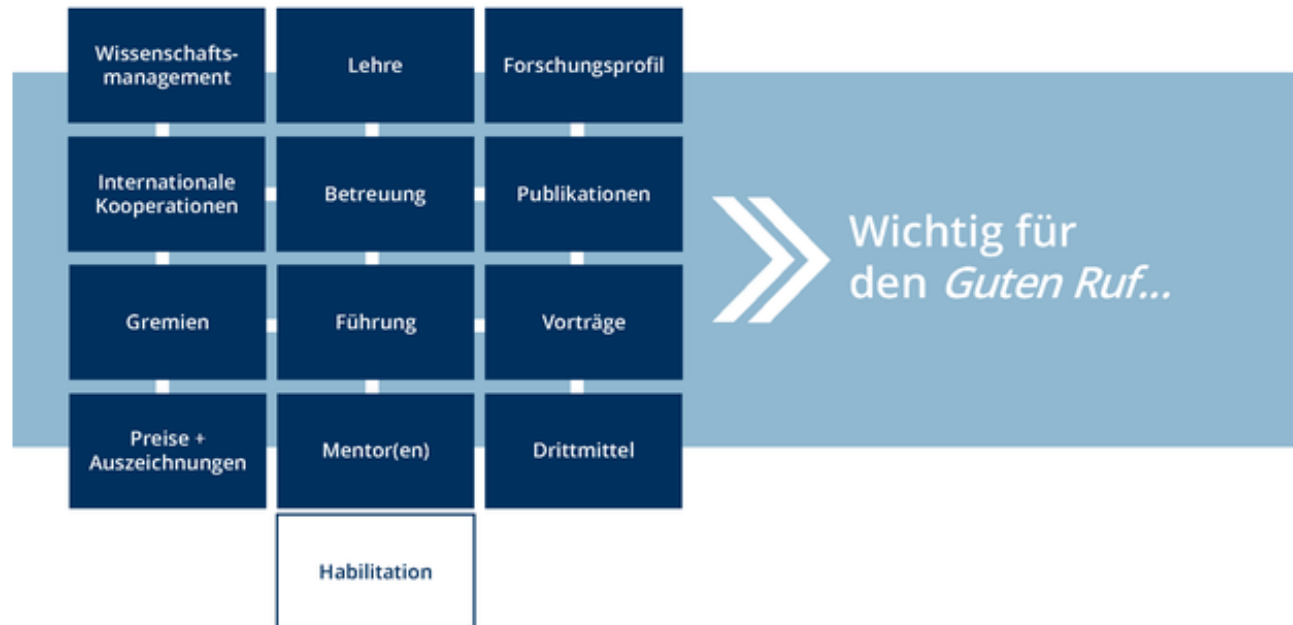 Wissenschafts-
management
Lehre
Forschungsprofil
Internationale
Kooperationen
Betreuung
Publikationen
Gremien
Führung
Vorträge
Preise +
Auszeichnungen
Mentor(en)
Drittmittel
Habilitation
Wichtig für
den Guten Ruf...